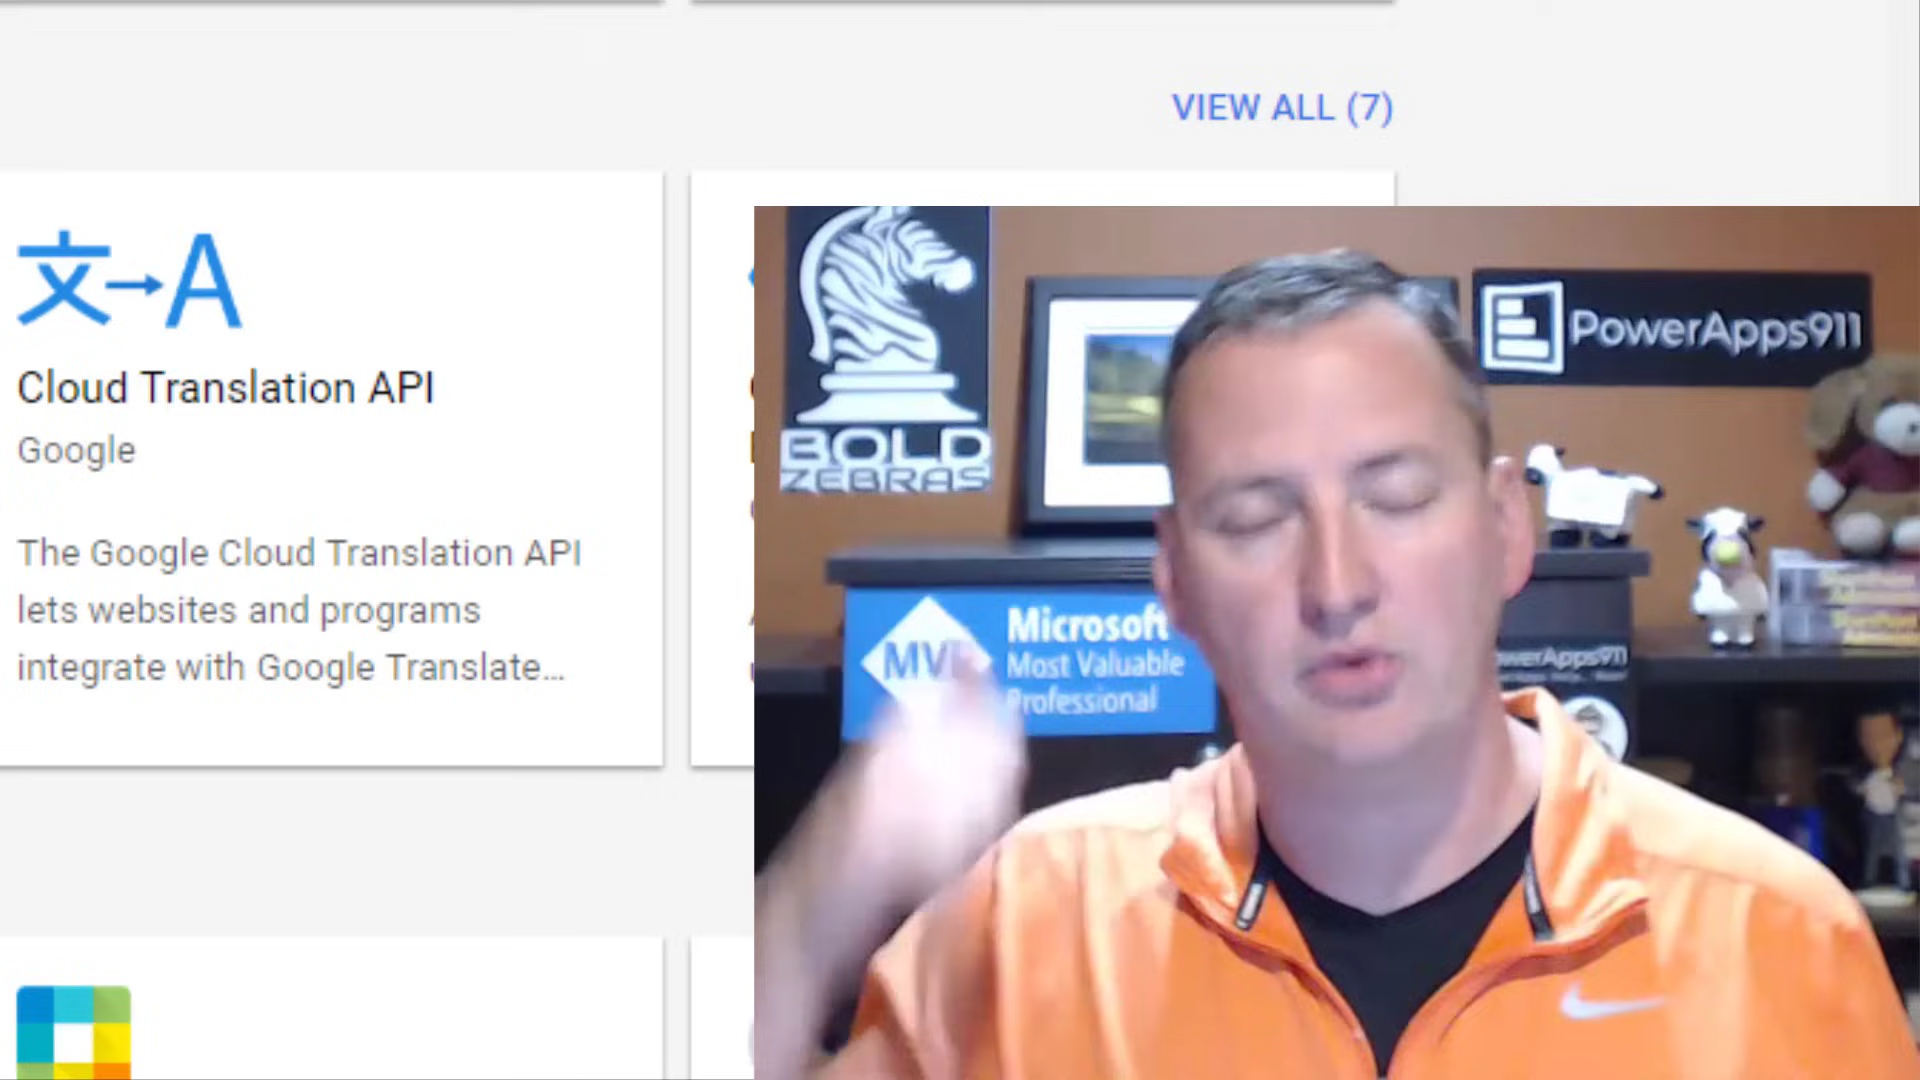 VIEW ALL (7)
文→A
Cloud Translation API
Google
The Google Cloud Translation API
lets websites and programs
integrate with Google Translate...
BOLD
ZEBRAS
PowerApps911
Microsoft
Most Valuable
Professional